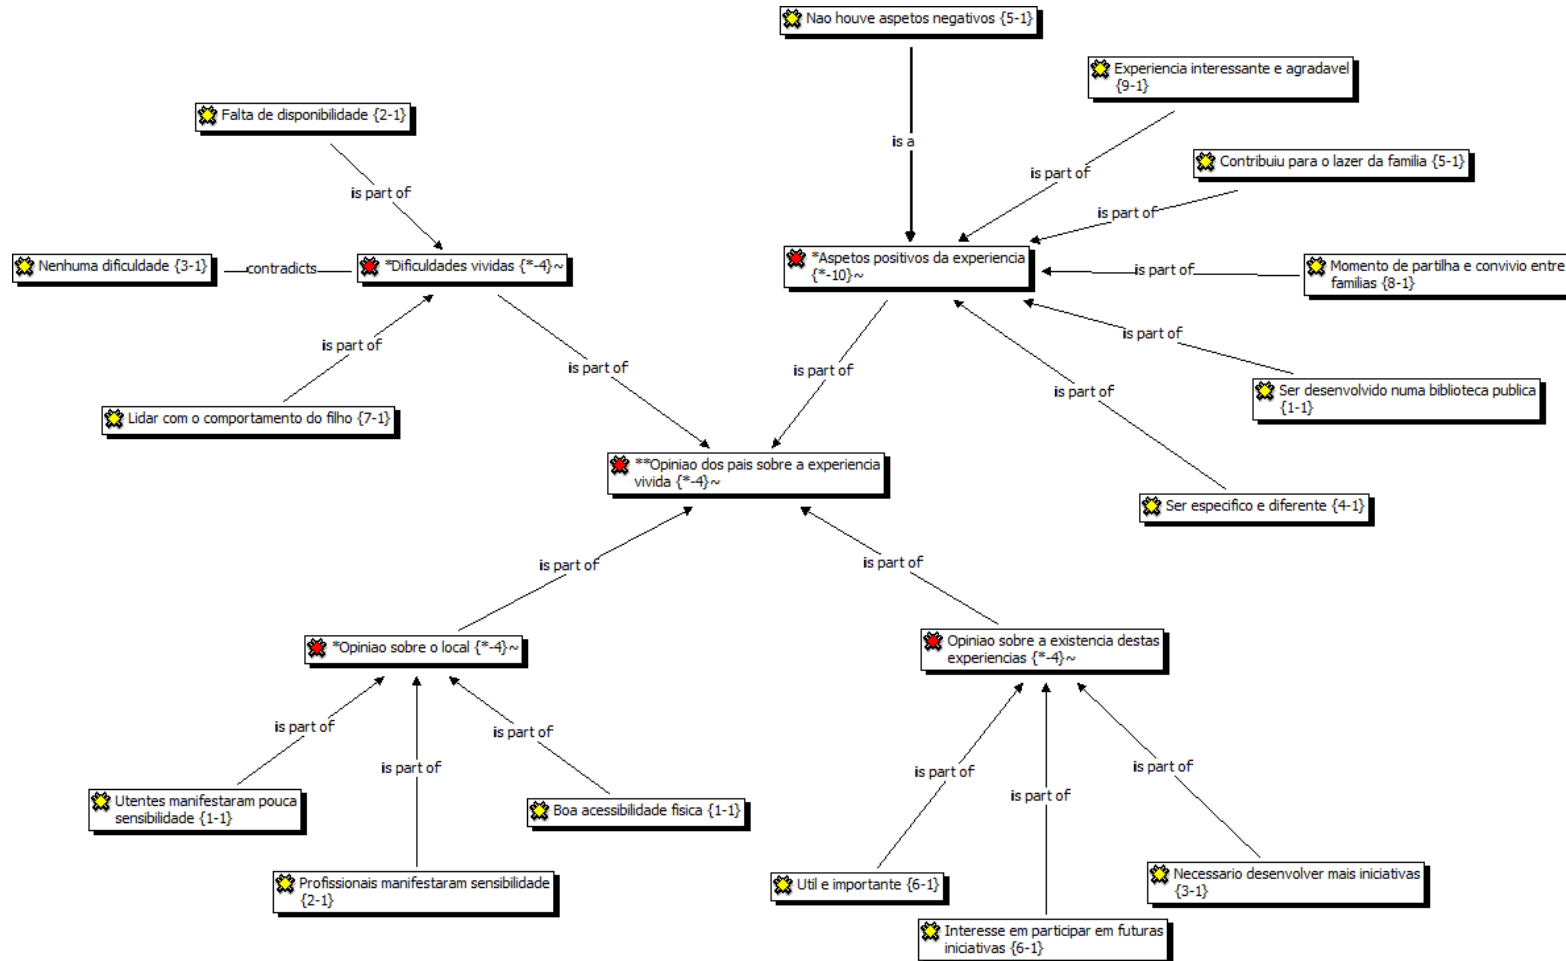 Nao houve aspetos negativos {5-1}
Experiencia interessante e agradavel
{9-1}
Falta de disponibilidade {2-1}
is a
Contribuiu para o lazer da familia {5-1}
is part of
is part of
is part of
Nenhuma dificuldade {3-1}
contradicts
*Dificuldades vividas {*-4}~
*Aspetos positivos da experiencia
{*-10}~
is part of
Momento de partilha e convivio entre
familias {8-1}
is part of
is part of
is part of
is part of
is part of
Lidar com o comportamento do filho {7-1}
Ser desenvolvido numa biblioteca publica
{1-1}
**Opiniao dos pais sobre a experiencia
vivida {*-4}~
Ser especifico e diferente {4-1}
is part of
is part of
*Opiniao sobre o local {*-4}~
Opiniao sobre a existencia destas
experiencias {*-4}~
is part of
is part of
is part of
is part of
is part of
is part of
Utentes manifestaram pouca
sensibilidade {1-1}
Boa acessibilidade fisica {1-1}
Profissionais manifestaram sensibilidade
{2-1}
Util e importante {6-1}
Necessario desenvolver mais iniciativas
{3-1}
Interesse em participar em futuras
iniciativas {6-1}